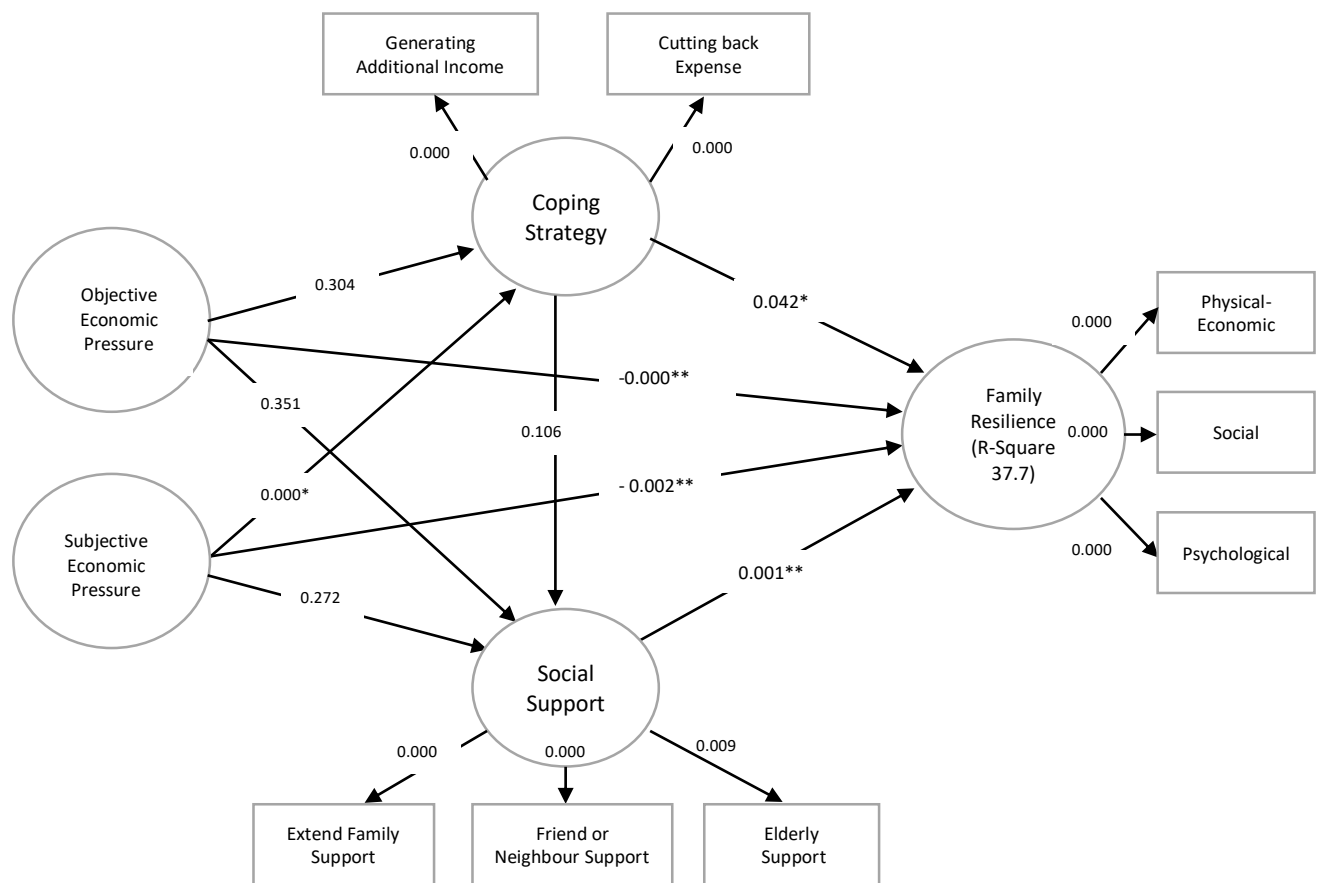 Generating
Additional Income
Cutting back
Expense
0.000
0.000
Coping
Strategy
Objective
Economic
Pressure
0.304
0.042*
Physical-
Economic
0.000
-0.000**
Family
Resilience
(R-Square
37.7)
0.351
0.106
0.000
Social
0.000*
- 0.002**
Subjective
Economic
Pressure
0.000
Psychological
0.001**
0.272
Social
Support
0.000
0.000
0.009
Extend Family
Support
Friend or
Neighbour Support
Elderly
Support